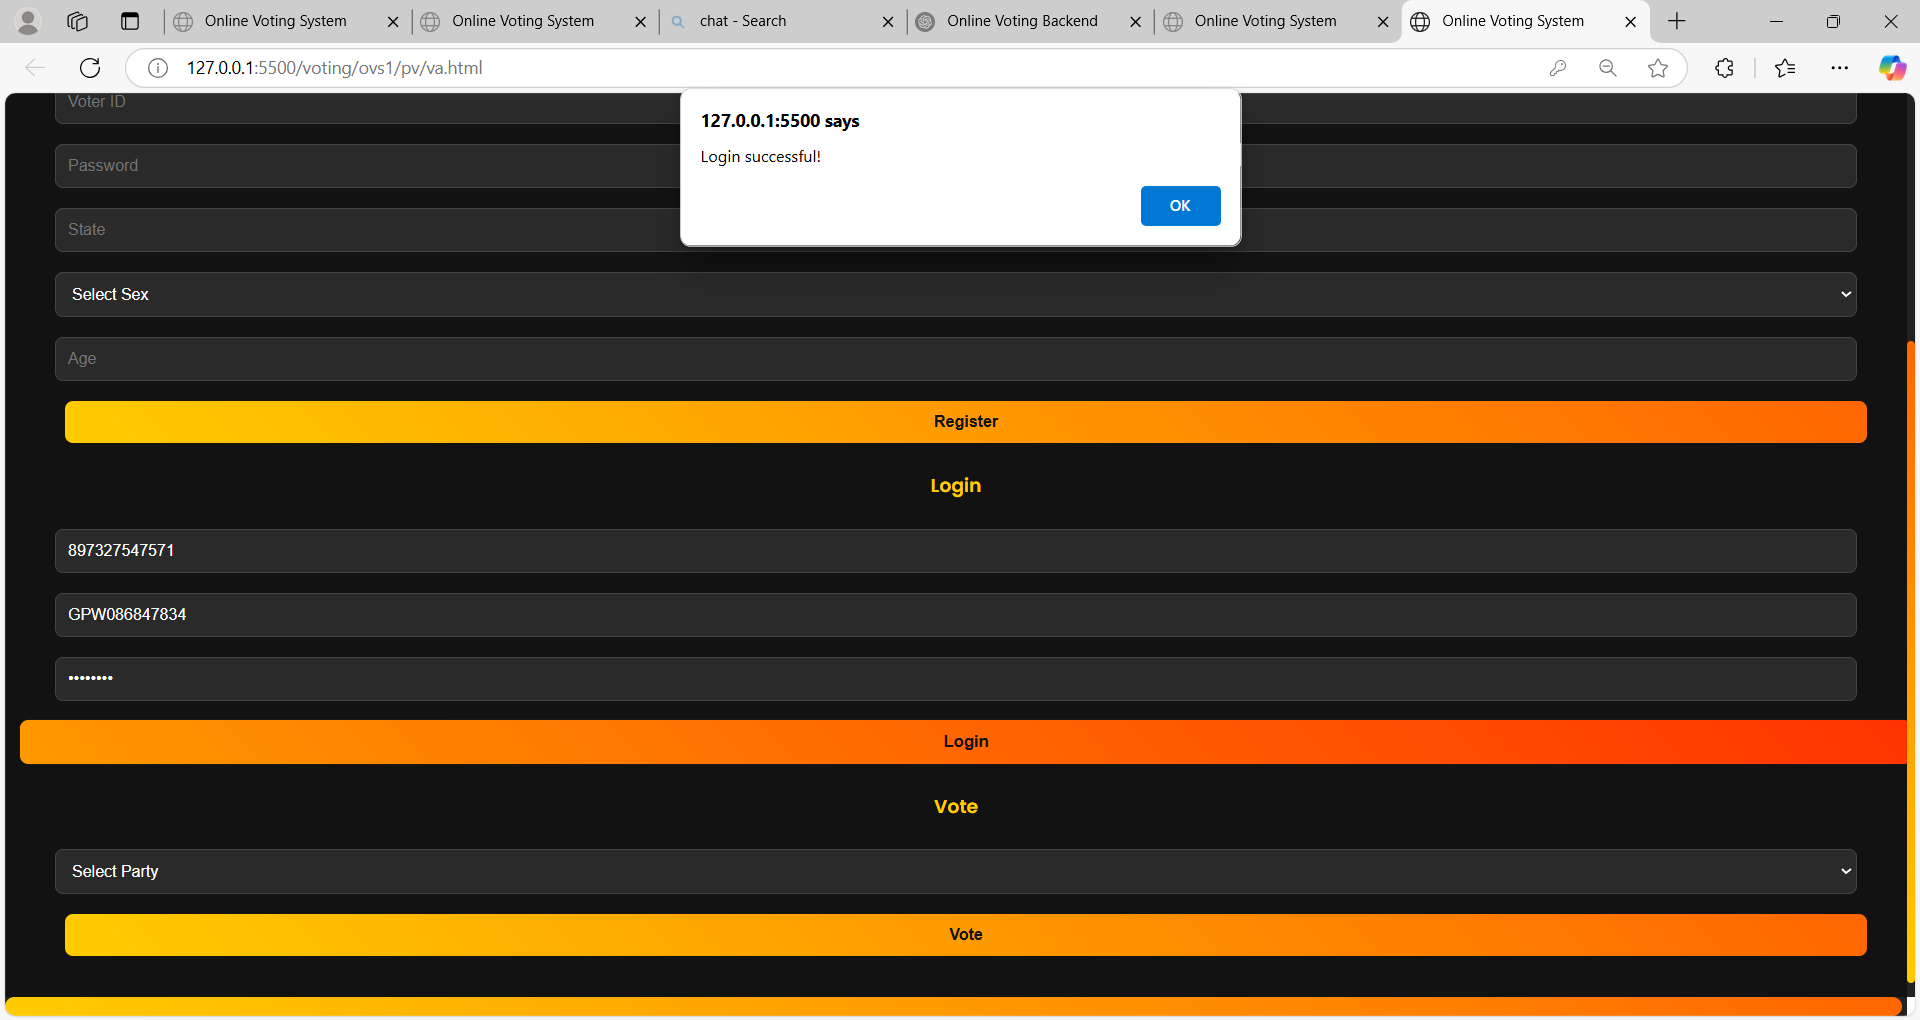 Online Voting System
Online Voting System
chat - Search
Online Voting Backend
Online Voting System
Online Voting System
127.0.0.1:5500/voting/ovs1/pv/va.html
127.0.0.1:5500 says
Login successful!
OK
Voter ID
Password
State
Select Sex
Age
Register
Login
897327547571
GPW086847834
••••••••
Login
Vote
Select Party
Vote